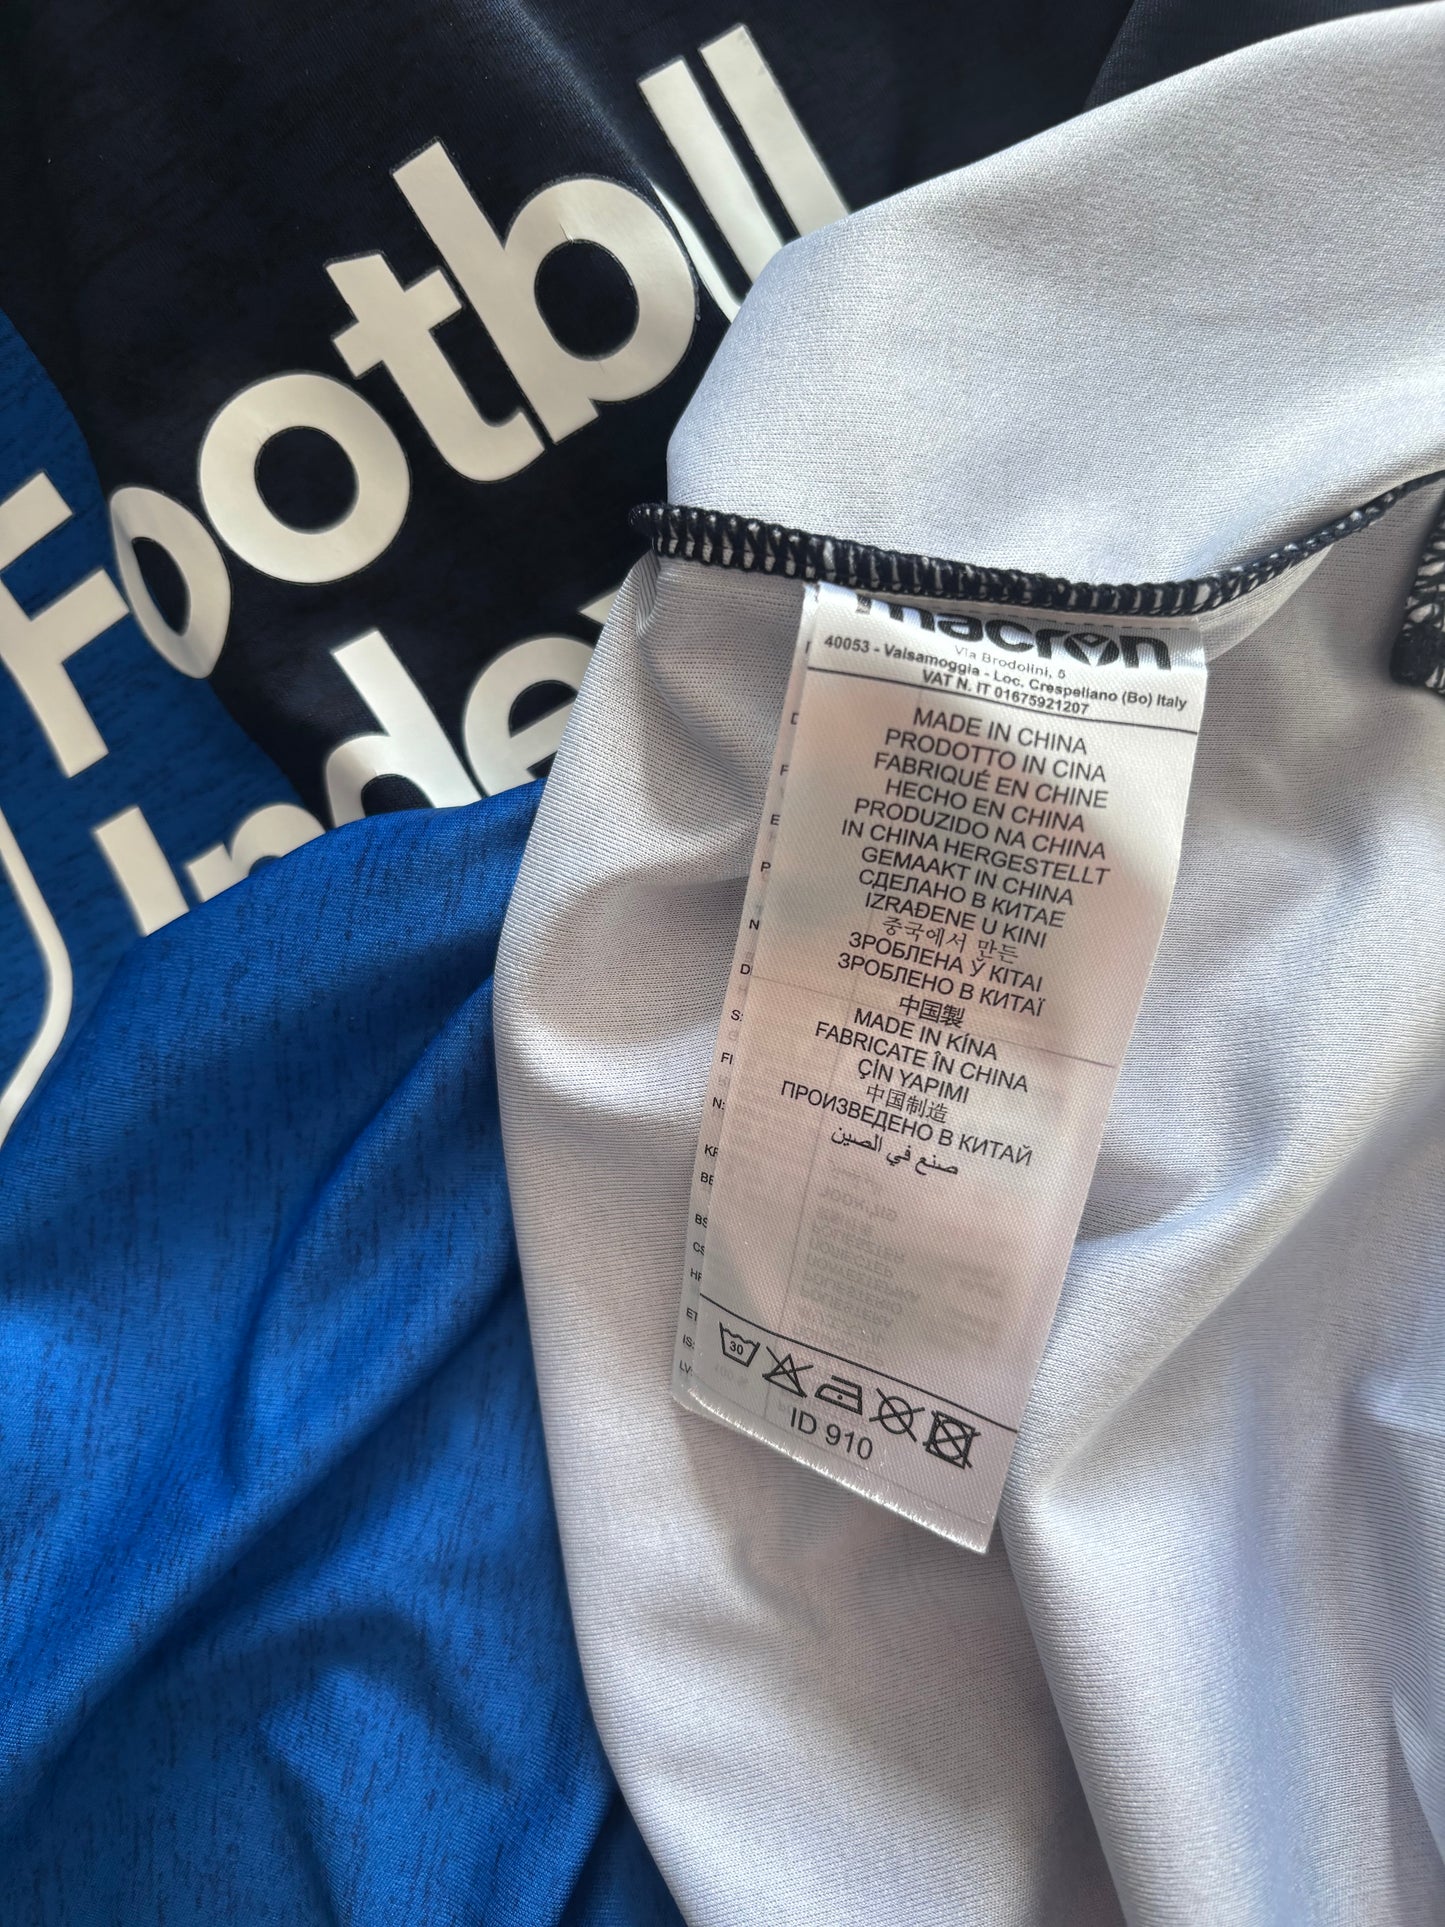 Football
Index
macron
Via Brodolini, 5
40053 - Valsamoggia - Loc. Crespellano (Bo) Italy
VAT N. IT 01675921207
MADE IN CHINA
PRODOTTO IN CINA
FABRIQUÉ EN CHINE
HECHO EN CHINA
PRODUZIDO NA CHINA
IN CHINA HERGESTELLT
GEMAAKT IN CHINA
СДЕЛАНО В КИТАЕ
IZRAĐENE U KINI
중국에서 만든
ЗРОБЛЕНА Ў КІТАІ
ЗРОБЛЕНО В КИТАЇ
中国製
MADE IN KÍNA
FABRICATE ÎN CHINA
ÇİN YAPIMI
中国制造
ПРОИЗВЕДЕНО В КИТАЙ
صنع في الصين
30
ID 910